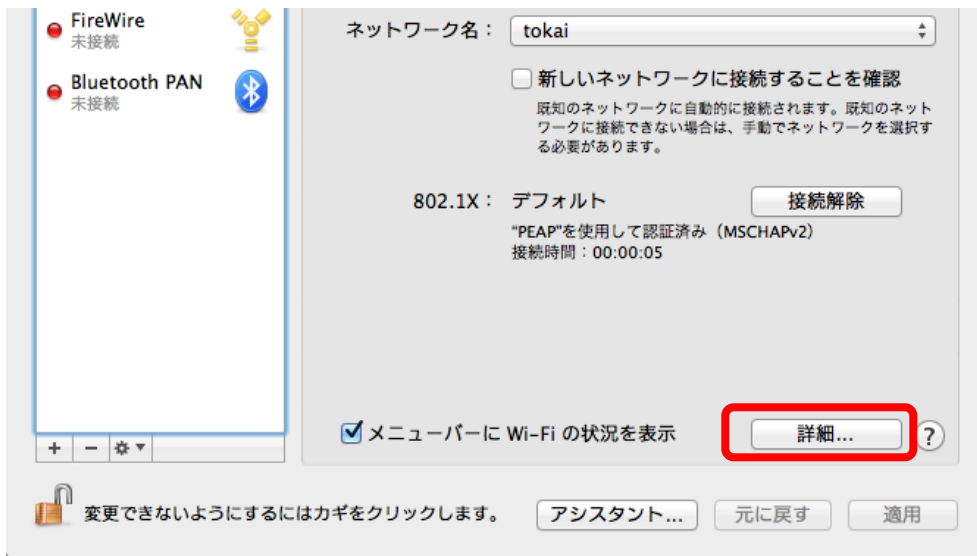 FireWire
未接続
Bluetooth PAN
未接続
ネットワーク名： tokai
新しいネットワークに接続することを確認
既知のネットワークに自動的に接続されます。既知のネット
ワークに接続できない場合は、手動でネットワークを選択す
る必要があります。
802.1X： デフォルト 接続解除
“PEAP”を使用して認証済み（MSCHAPv2）
接続時間：00:00:05
メニューバーに Wi-Fi の状況を表示 詳細... ?
+ −
変更できないようにするにはカギをクリックします。 アシスタント... 元に戻す 適用